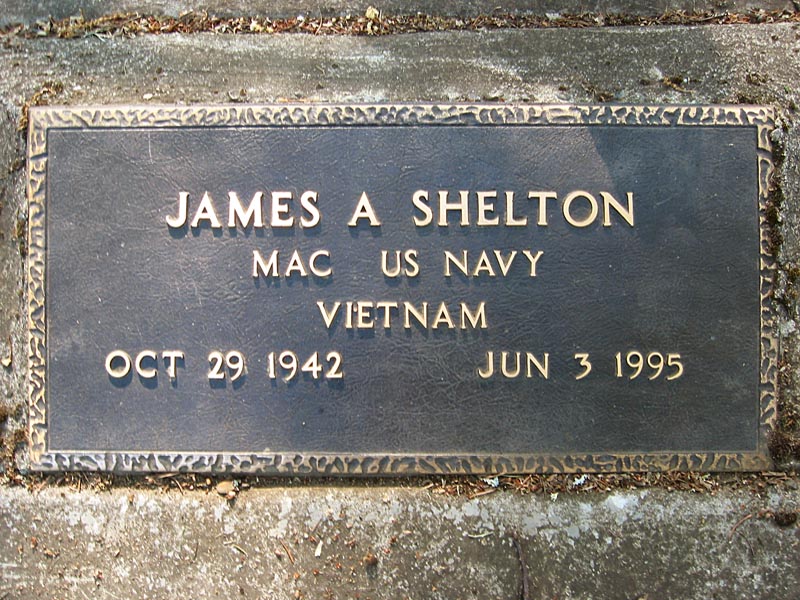 JAMES A SHELTON
MAC US NAVY
VIETNAM
OCT 29 1942 JUN 3 1995